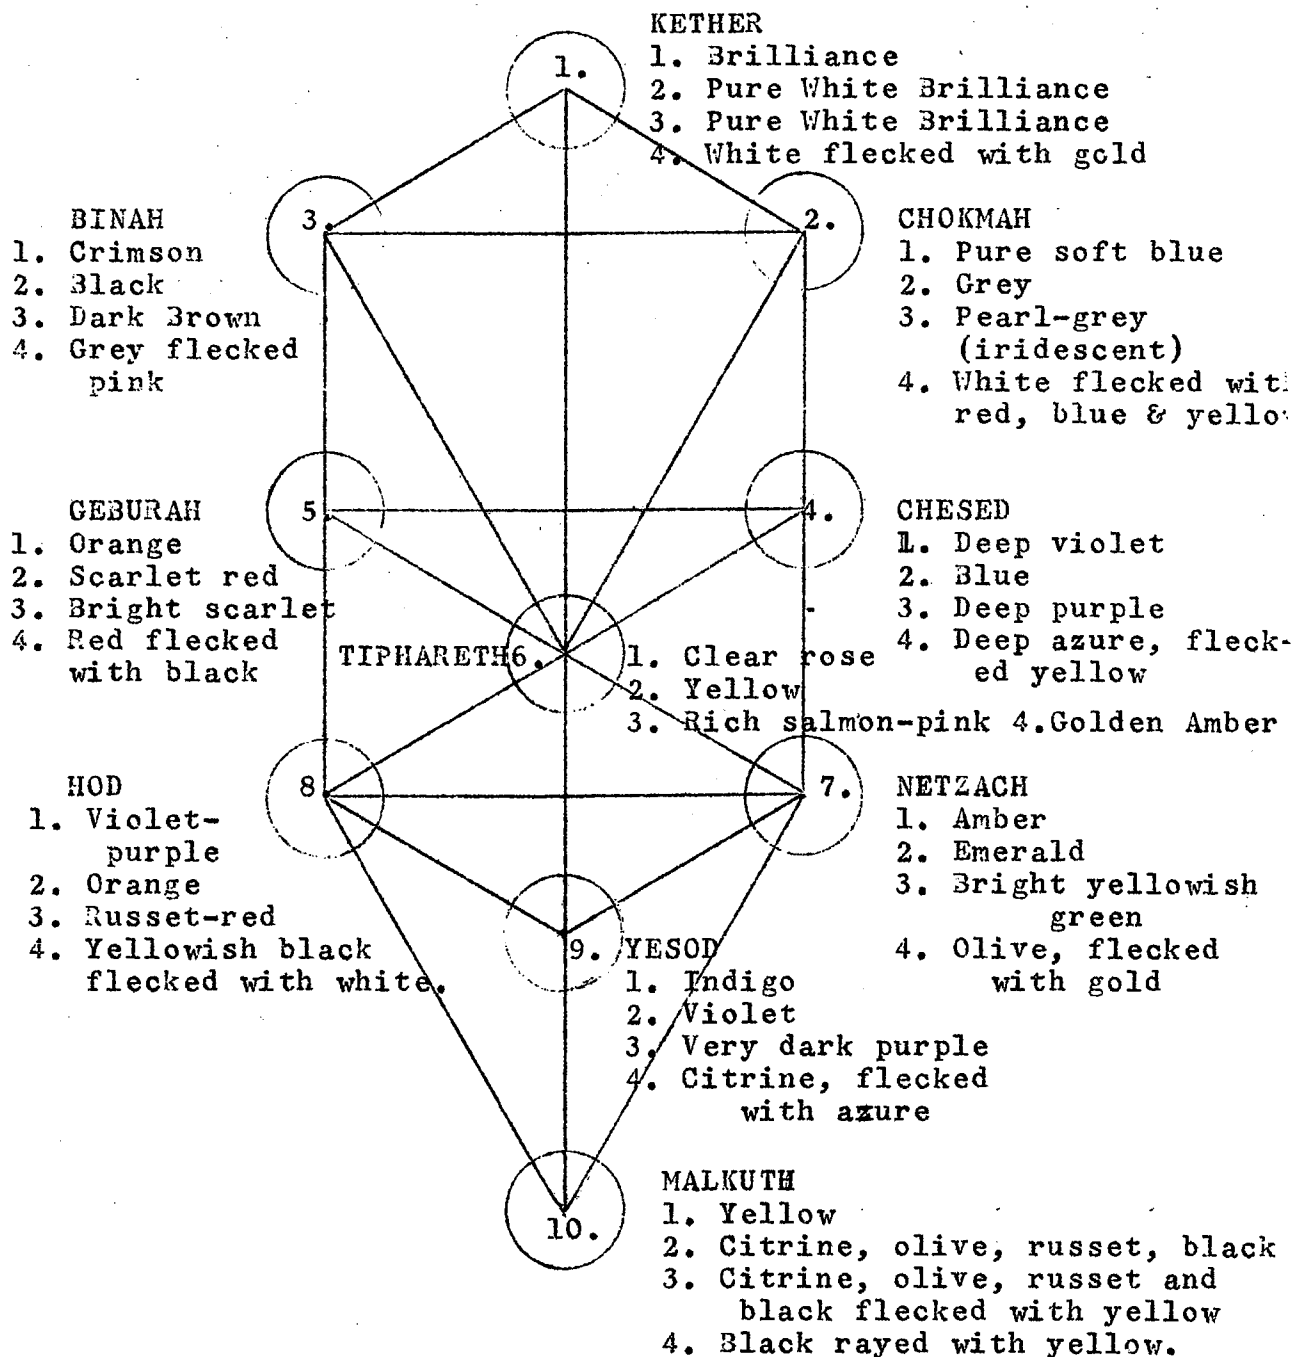 KETHER
1. Brilliance
2. Pure White Brilliance
3. Pure White Brilliance
4. White flecked with gold
1.
BINAH
1. Crimson
2. Black
3. Dark Brown
4. Grey flecked
pink
3.
2.
CHOKMAH
1. Pure soft blue
2. Grey
3. Pearl-grey
(iridescent)
4. White flecked
red, blue &
GEBURAH
1. Orange
2. Scarlet red
3. Bright scarlet
4. Red flecked
with black
5.
4.
CHESED
1. Deep violet
2. Blue
3. Deep purple
4. Deep azure, fleck-
ed yellow
TIPHARETH 6.
1. Clear rose
2. Yellow
3. Rich salmon-pink 4. Golden Amber
HOD
1. Violet-
purple
2. Orange
3. Russet-red
4. Yellowish black
flecked with white.
8
7.
NETZACH
1. Amber
2. Emerald
3. Bright yellowish
green
4. Olive, flecked
with gold
9. YESOD
1. Indigo
2. Violet
3. Very dark purple
4. Citrine, flecked
with azure
10.
MALKUTH
1. Yellow
2. Citrine, olive, russet, black
3. Citrine, olive, russet and
black flecked with yellow
4. Black rayed with yellow.